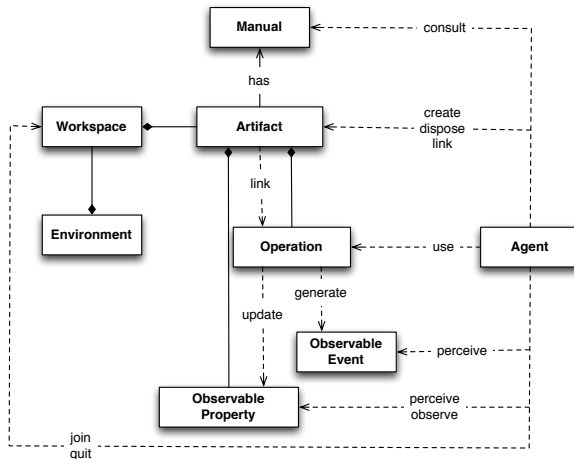 Manual
consult
has
create
dispose
link
Workspace
Artifact
link
Environment
Operation
use
Agent
generate
update
Observable
Event
perceive
Observable
Property
perceive
observe
join
quit